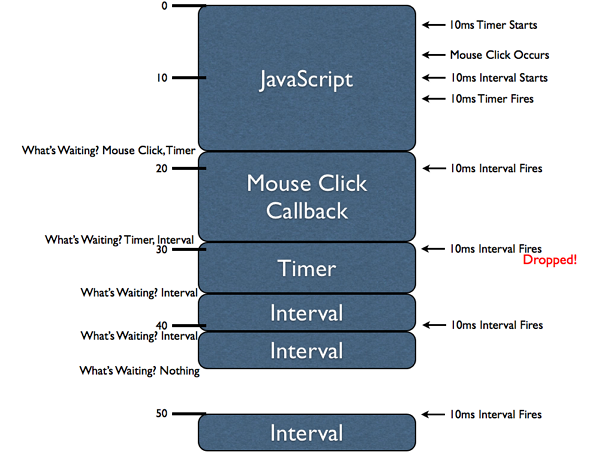 0
10ms Timer Starts
Mouse Click Occurs
10
JavaScript
10ms Interval Starts
10ms Timer Fires
What's Waiting? Mouse Click,Timer
20
10ms Interval Fires
Mouse Click
Callback
What's Waiting? Timer, Interval
30
10ms Interval Fires
Dropped!
Timer
What's Waiting? Interval
Interval
40
10ms Interval Fires
What's Waiting? Interval
Interval
What's Waiting? Nothing
50
10ms Interval Fires
Interval